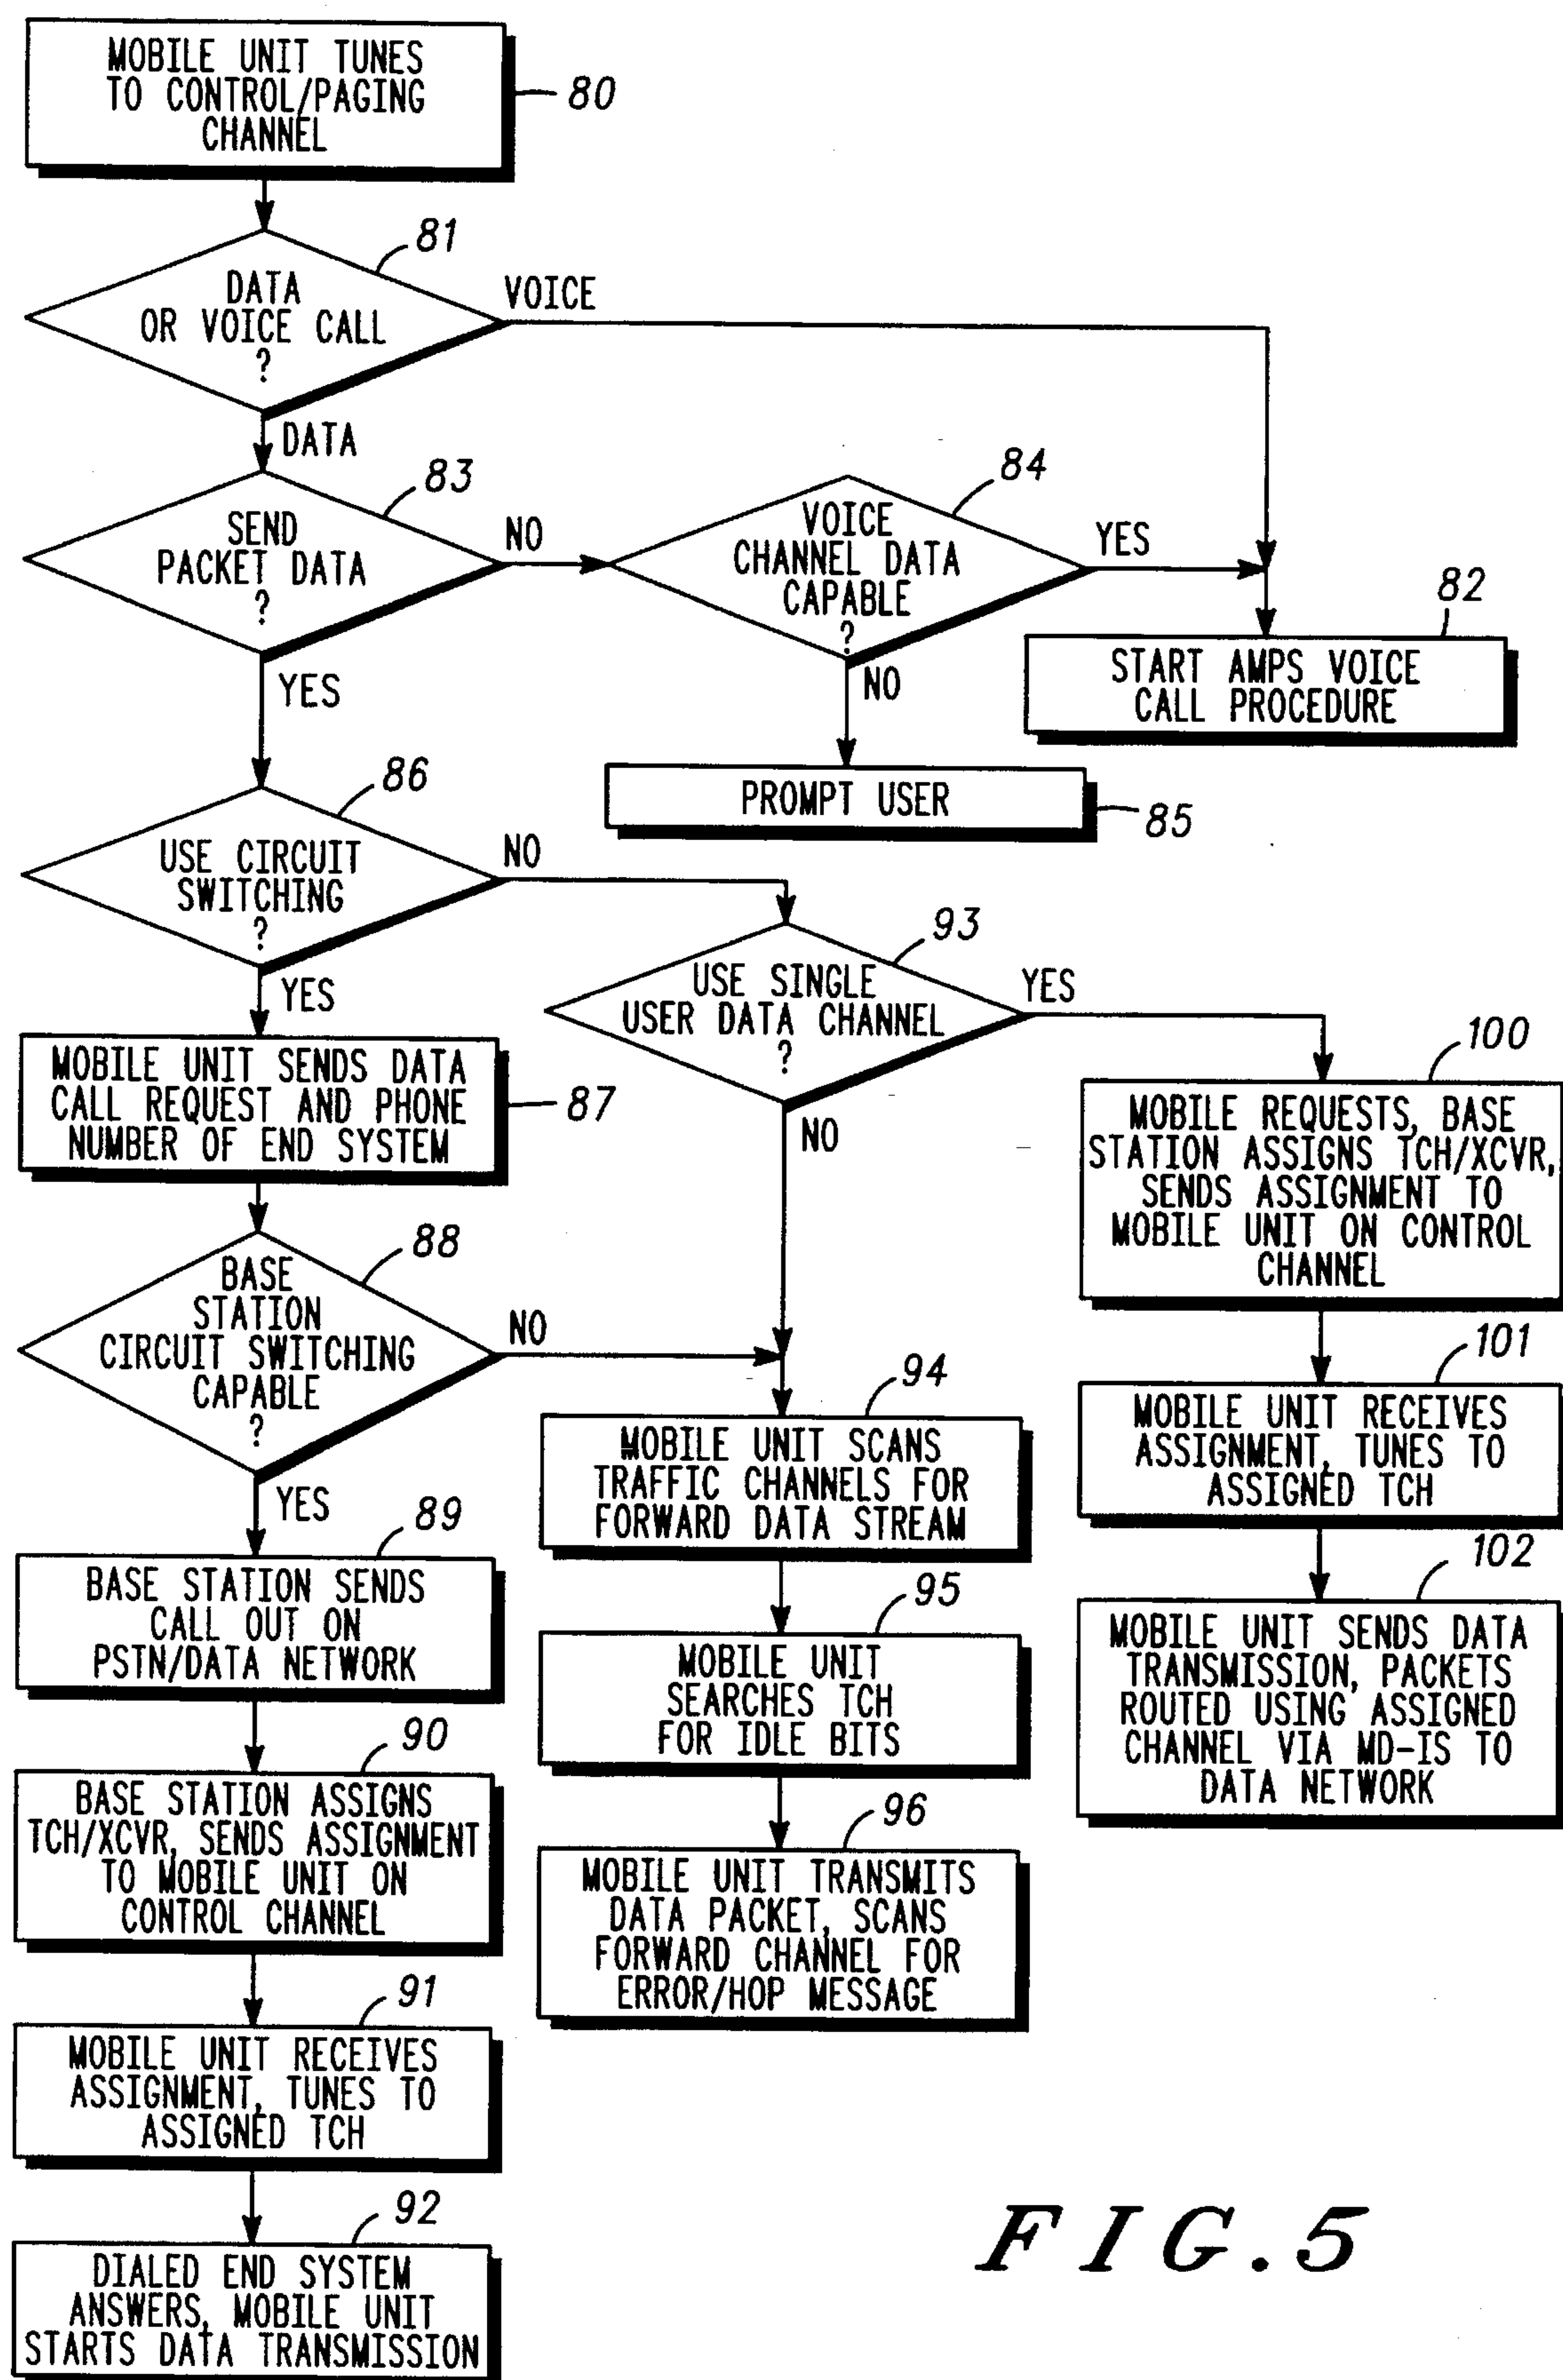 MOBILE UNIT TUNES
TO CONTROL/PAGING
CHANNEL
80
81
DATA
OR VOICE CALL
?
VOICE
DATA
83
SEND
PACKET DATA
?
NO
YES
84
VOICE
CHANNEL DATA
CAPABLE
?
YES
NO
82
START AMPS VOICE
CALL PROCEDURE
PROMPT USER
85
86
USE CIRCUIT
SWITCHING
?
NO
YES
93
USE SINGLE
USER DATA CHANNEL
?
YES
NO
MOBILE UNIT SENDS DATA
CALL REQUEST AND PHONE
NUMBER OF END SYSTEM
87
88
BASE
STATION
CIRCUIT SWITCHING
CAPABLE
?
NO
YES
89
BASE STATION SENDS
CALL OUT ON
PSTN/DATA NETWORK
90
BASE STATION ASSIGNS
TCH/XCVR, SENDS ASSIGNMENT
TO MOBILE UNIT ON
CONTROL CHANNEL
91
MOBILE UNIT RECEIVES
ASSIGNMENT, TUNES TO
ASSIGNED TCH
92
DIALED END SYSTEM
ANSWERS, MOBILE UNIT
STARTS DATA TRANSMISSION
94
MOBILE UNIT SCANS
TRAFFIC CHANNELS FOR
FORWARD DATA STREAM
95
MOBILE UNIT
SEARCHES TCH
FOR IDLE BITS
96
MOBILE UNIT TRANSMITS
DATA PACKET, SCANS
FORWARD CHANNEL FOR
ERROR/HOP MESSAGE
100
MOBILE REQUESTS, BASE
STATION ASSIGNS TCH/XCVR,
SENDS ASSIGNMENT TO
MOBILE UNIT ON CONTROL
CHANNEL
101
MOBILE UNIT RECEIVES
ASSIGNMENT, TUNES TO
ASSIGNED TCH
102
MOBILE UNIT SENDS DATA
TRANSMISSION, PACKETS
ROUTED USING ASSIGNED
CHANNEL VIA MD-IS TO
DATA NETWORK
FIG.5